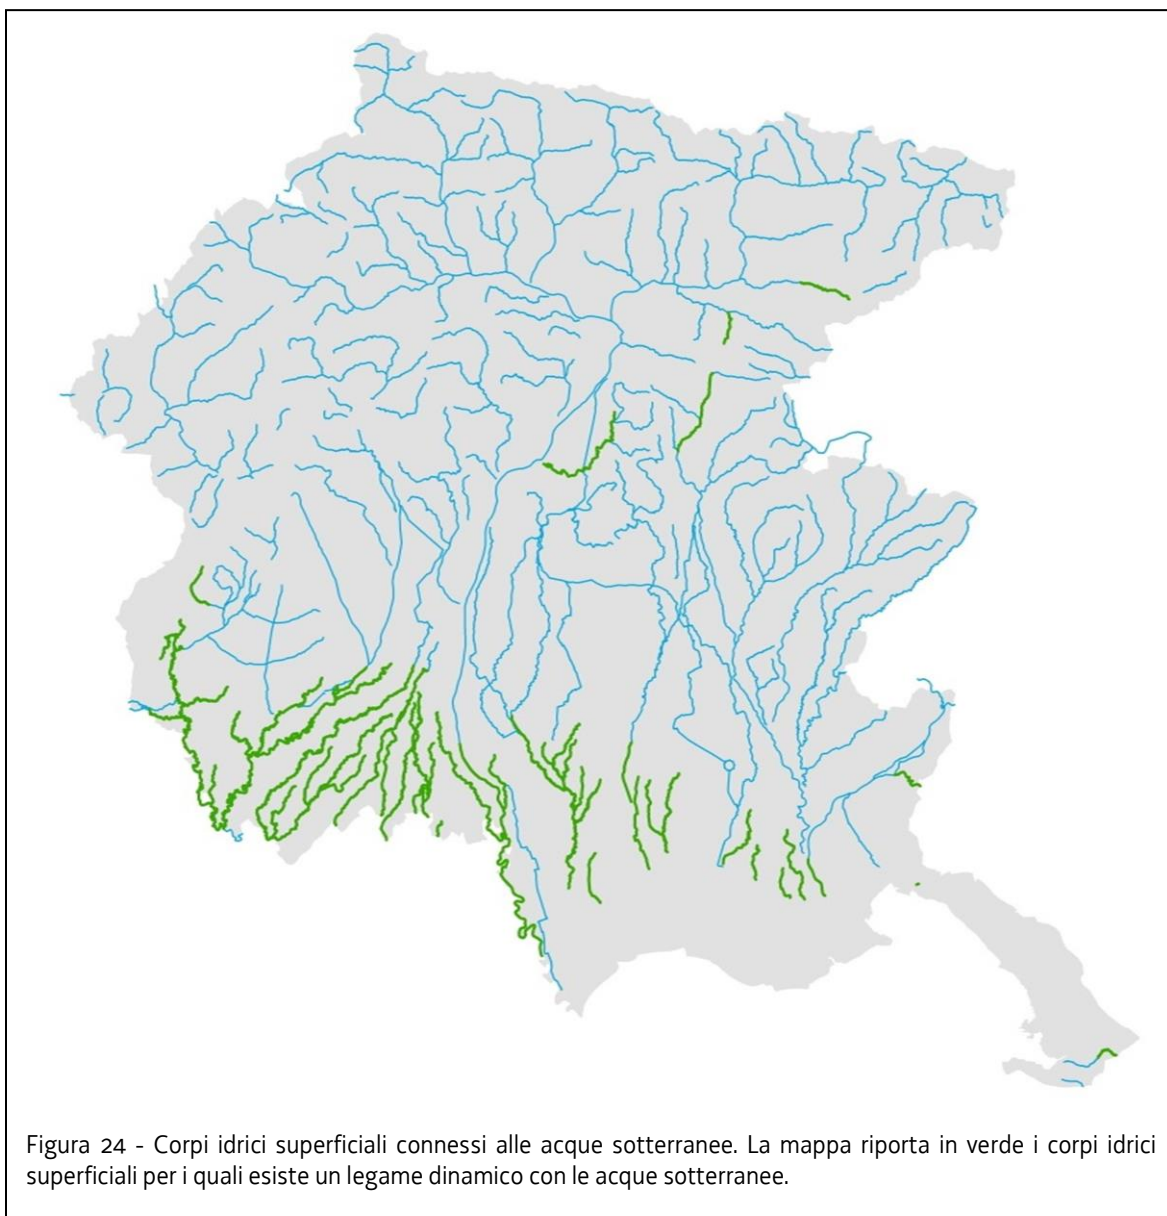 Figura 24 - Corpi idrici superficiali connessi alle acque sotterranee. La mappa riporta in verde i corpi idrici
superficiali per i quali esiste un legame dinamico con le acque sotterranee.